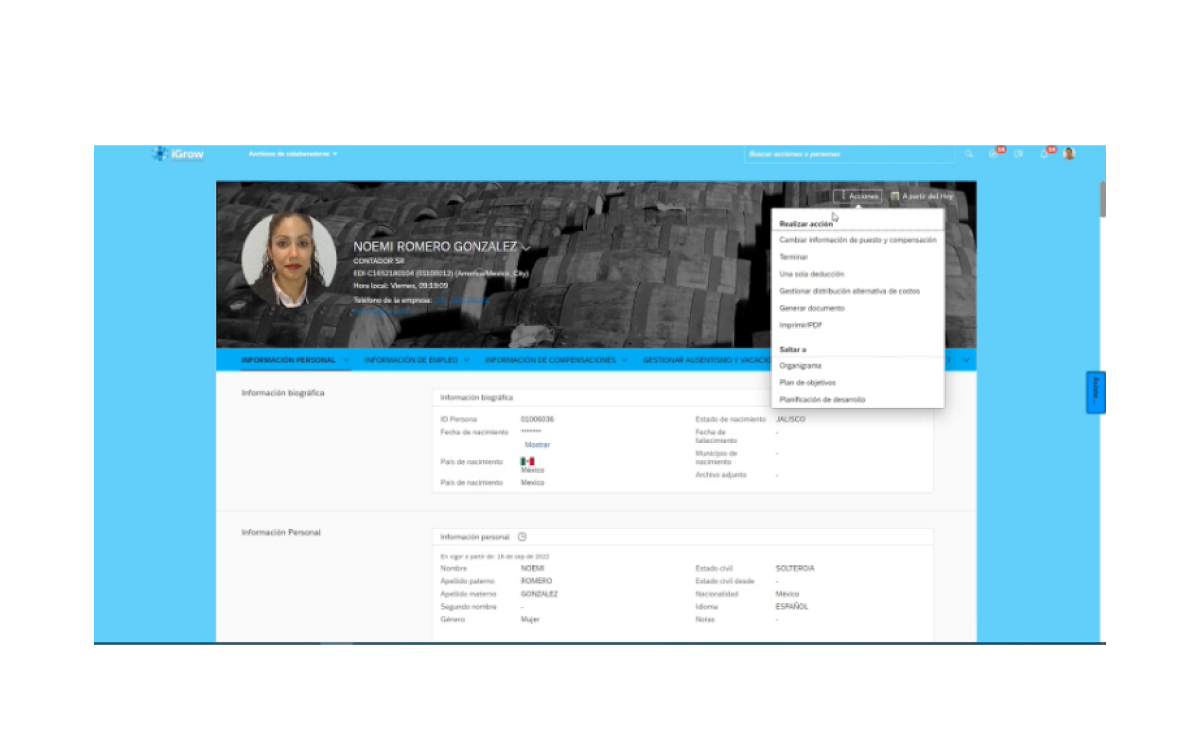 iGrow
Archivos de colaboradores
Buscar acciones o personas
54
54
Acciones
A partir del Hoy
NOEMI ROMERO GONZALEZ
CONTADOR SR
EDI-C1652180104 (01100012) (America/Mexico_City)
Hora local: Viernes, 09:19:09
Teléfono de la empresa:
Realizar acción
Cambiar información de puesto y compensación
Terminar
Una sola deducción
Gestionar distribución alternativa de costos
Generar documento
Imprimir/PDF
Saltar a
Organigrama
Plan de objetivos
Planificación de desarrollo
INFORMACIÓN PERSONAL
INFORMACIÓN DE EMPLEO
INFORMACIÓN DE COMPENSACIONES
GESTIONAR AUSENTISMO Y VACACIO
Información biográfica
Información biográfica
ID Persona 01006036
Fecha de nacimiento ********
Mostrar
País de nacimiento
México
País de nacimiento Mexico
Estado de nacimiento JALISCO
Fecha de fallecimiento -
Municipio de nacimiento -
Archivo adjunto -
Información Personal
Información personal
En vigor a partir de: 16 de sep de 2022
Nombre NOEMI
Apellido paterno ROMERO
Apellido materno GONZALEZ
Segundo nombre -
Género Mujer
Estado civil SOLTERO/A
Estado civil desde -
Nacionalidad México
Idioma ESPAÑOL
Notas -